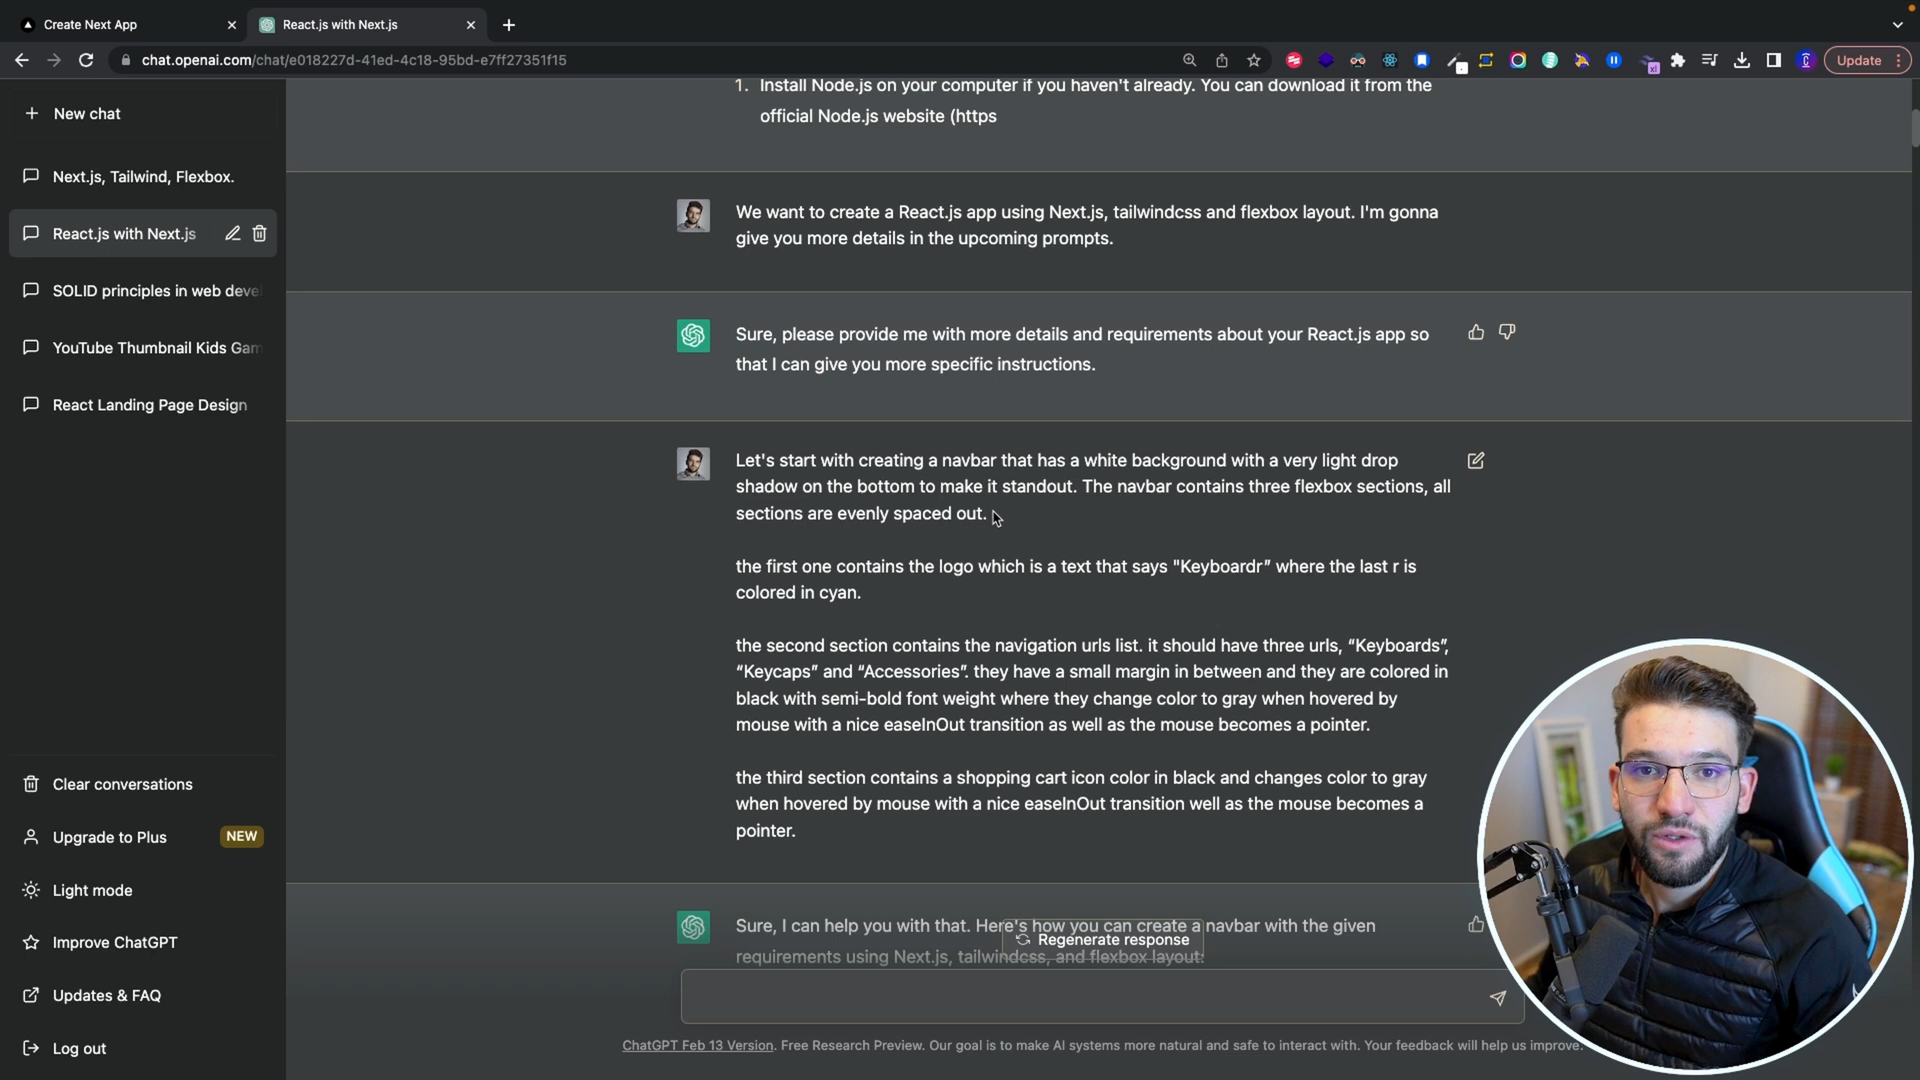 Create Next App
React.js with Next.js
chat.openai.com/chat/e018227d-41ed-4c18-95bd-e7ff27351f15
Update
New chat
Next.js, Tailwind, Flexbox.
React.js with Next.js
SOLID principles in web deve
YouTube Thumbnail Kids Gam
React Landing Page Design
Clear conversations
Upgrade to Plus NEW
Light mode
Improve ChatGPT
Updates & FAQ
Log out
1. Install Node.js on your computer if you haven't already. You can download it from the
official Node.js website (https
We want to create a React.js app using Next.js, tailwindcss and flexbox layout. I'm gonna
give you more details in the upcoming prompts.
Sure, please provide me with more details and requirements about your React.js app so
that I can give you more specific instructions.
Let's start with creating a navbar that has a white background with a very light drop
shadow on the bottom to make it standout. The navbar contains three flexbox sections, all
sections are evenly spaced out.
the first one contains the logo which is a text that says "Keyboardr” where the last r is
colored in cyan.
the second section contains the navigation urls list. it should have three urls, “Keyboards”,
“Keycaps” and “Accessories”. they have a small margin in between and they are colored in
black with semi-bold font weight where they change color to gray when hovered by
mouse with a nice easeInOut transition as well as the mouse becomes a pointer.
the third section contains a shopping cart icon color in black and changes color to gray
when hovered by mouse with a nice easeInOut transition well as the mouse becomes a
pointer.
Sure, I can help you with that. Here's how you can create a navbar with the given
Regenerate response
requirements using Next.js, tailwindcss, and flexbox layout:
ChatGPT Feb 13 Version. Free Research Preview. Our goal is to make AI systems more natural and safe to interact with. Your feedback will help us improve.